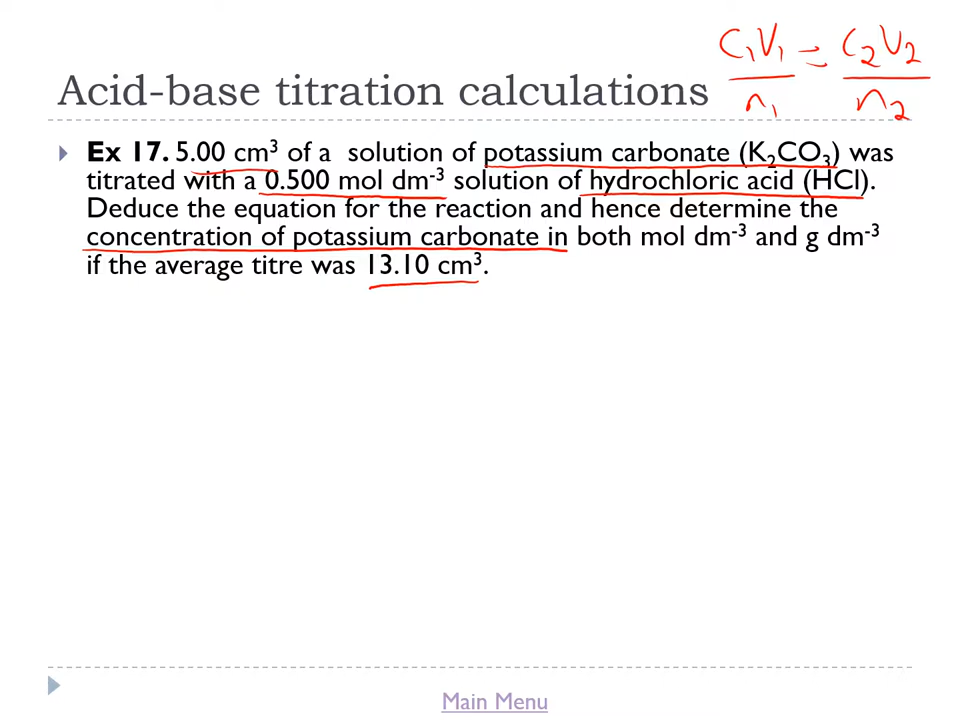 C₁V₁ = C₂V₂
n₁ n₂
Acid-base titration calculations
Ex 17. 5.00 cm³ of a solution of potassium carbonate (K₂CO₃) was
titrated with a 0.500 mol dm⁻³ solution of hydrochloric acid (HCl).
Deduce the equation for the reaction and hence determine the
concentration of potassium carbonate in both mol dm⁻³ and g dm⁻³
if the average titre was 13.10 cm³.
Main Menu